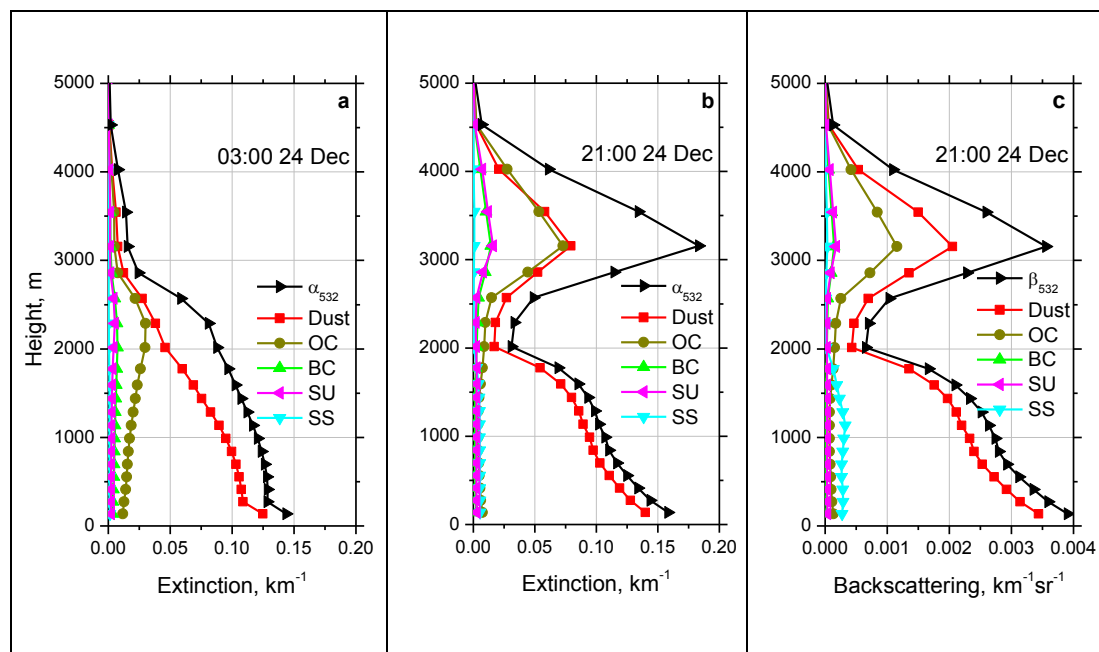 a
03:00 24 Dec
5000
4000
3000
2000
1000
0
Height, m
α532
Dust
OC
BC
SU
SS
0.00 0.05 0.10 0.15 0.20
Extinction, km-1
b
21:00 24 Dec
5000
4000
3000
2000
1000
0
α532
Dust
OC
BC
SU
SS
0.00 0.05 0.10 0.15 0.20
Extinction, km-1
c
21:00 24 Dec
5000
4000
3000
2000
1000
0
β532
Dust
OC
BC
SU
SS
0.000 0.001 0.002 0.003 0.004
Backscattering, km-1sr-1